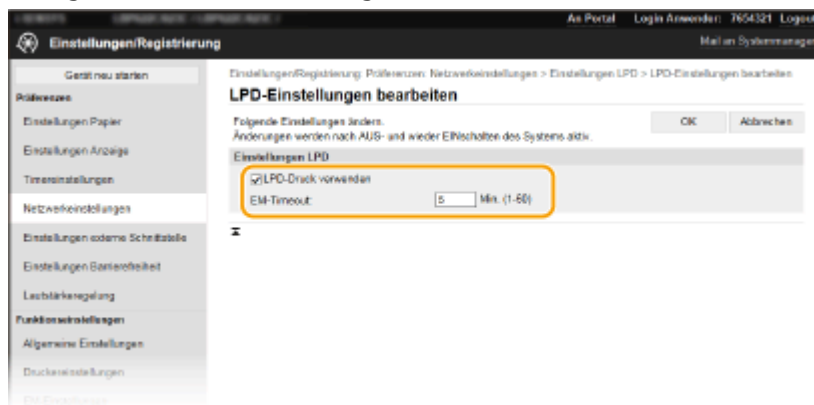 An Portal Login Anwender: 7654321 Logout
Einstellungen/Registrierung
Mail an Systemmanager
Gerät neu starten
Einstellungen/Registrierung: Präferenzen: Netzwerkeinstellungen > Einstellungen LPD > LPD-Einstellungen bearbeiten
Präferenzen
LPD-Einstellungen bearbeiten
Einstellungen Papier
Folgende Einstellungen ändern.
Änderungen werden nach AUS- und wieder EINschalten des Systems aktiv.
OK
Abbrechen
Einstellungen Anzeige
Einstellungen LPD
Timereinstellungen
LPD-Druck verwenden
EM-Timeout: 5 Min. (1-60)
Netzwerkeinstellungen
Einstellungen externe Schnittstelle
Einstellungen Barrierefreiheit
Lautstärkeregelung
Funktionseinstellungen
Allgemeine Einstellungen
Druckereinstellungen
EM-Einstellungen